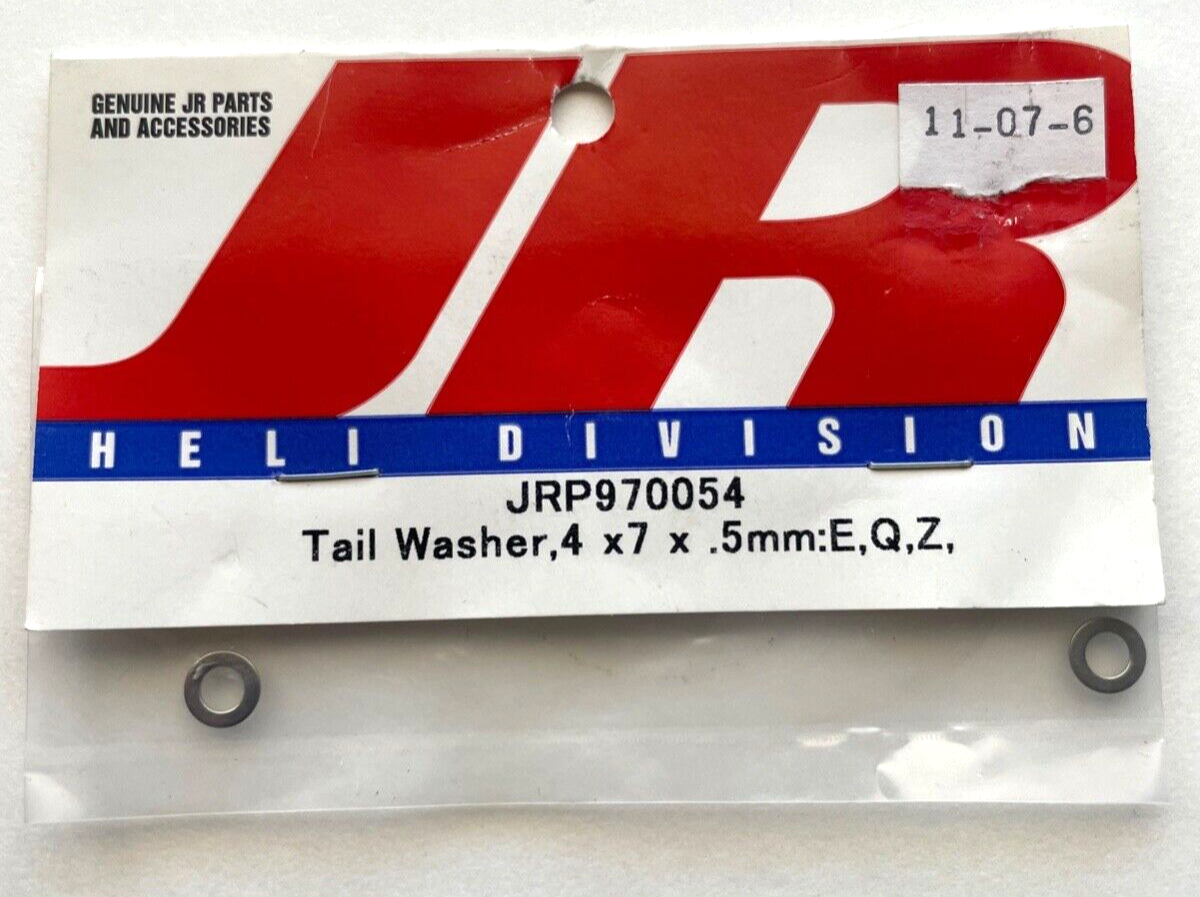 GENUINE JR PARTS
AND ACCESSORIES
JR
11-07-6
HELI DIVISION
JRP970054
Tail Washer,4 x7 x .5mm:E,Q,Z,